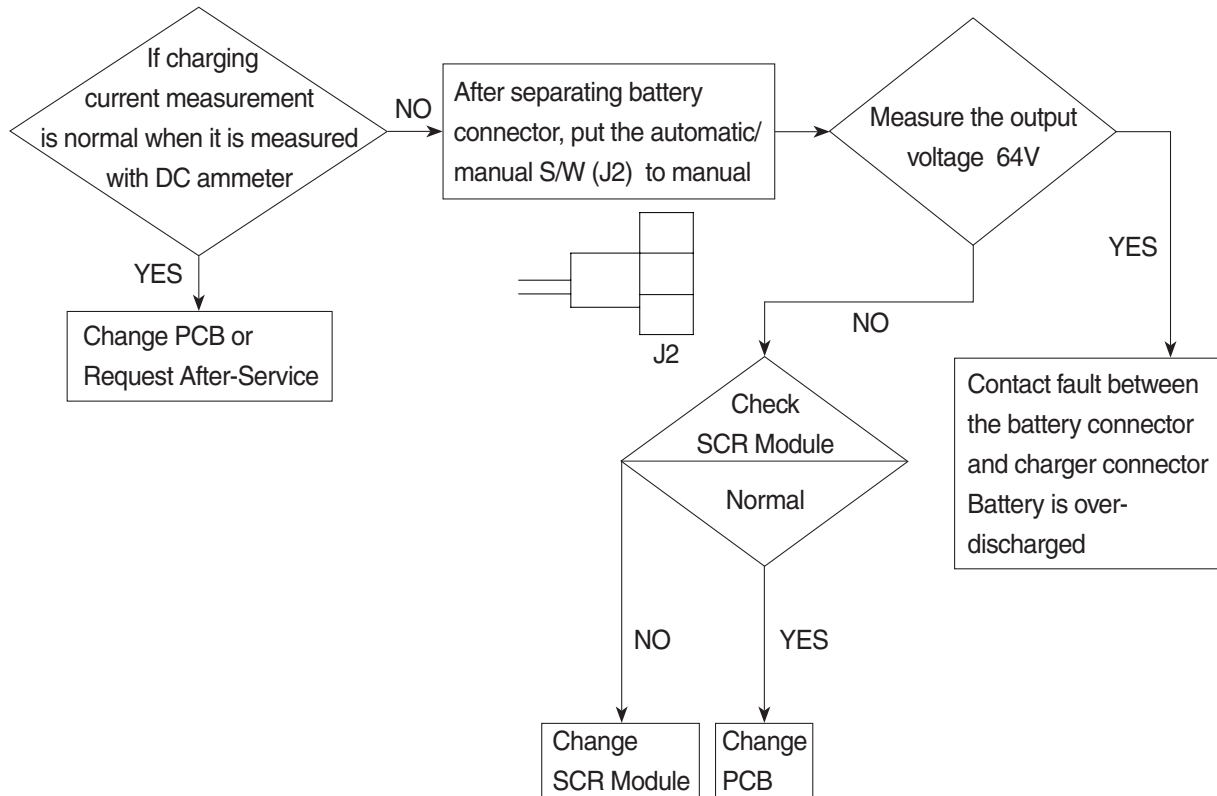 If charging
current measurement
is normal when it is measured
with DC ammeter
NO
After separating battery
connector, put the automatic/
manual S/W (J2) to manual
Measure the output
voltage 64V
YES
Change PCB or
Request After-Service
J2
NO
YES
Check
SCR Module
Normal
Contact fault between
the battery connector
and charger connector
Battery is over-
discharged
NO
YES
Change
SCR Module
Change
PCB